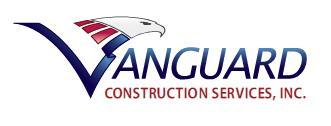 VANGUARD
CONSTRUCTION SERVICES, INC.